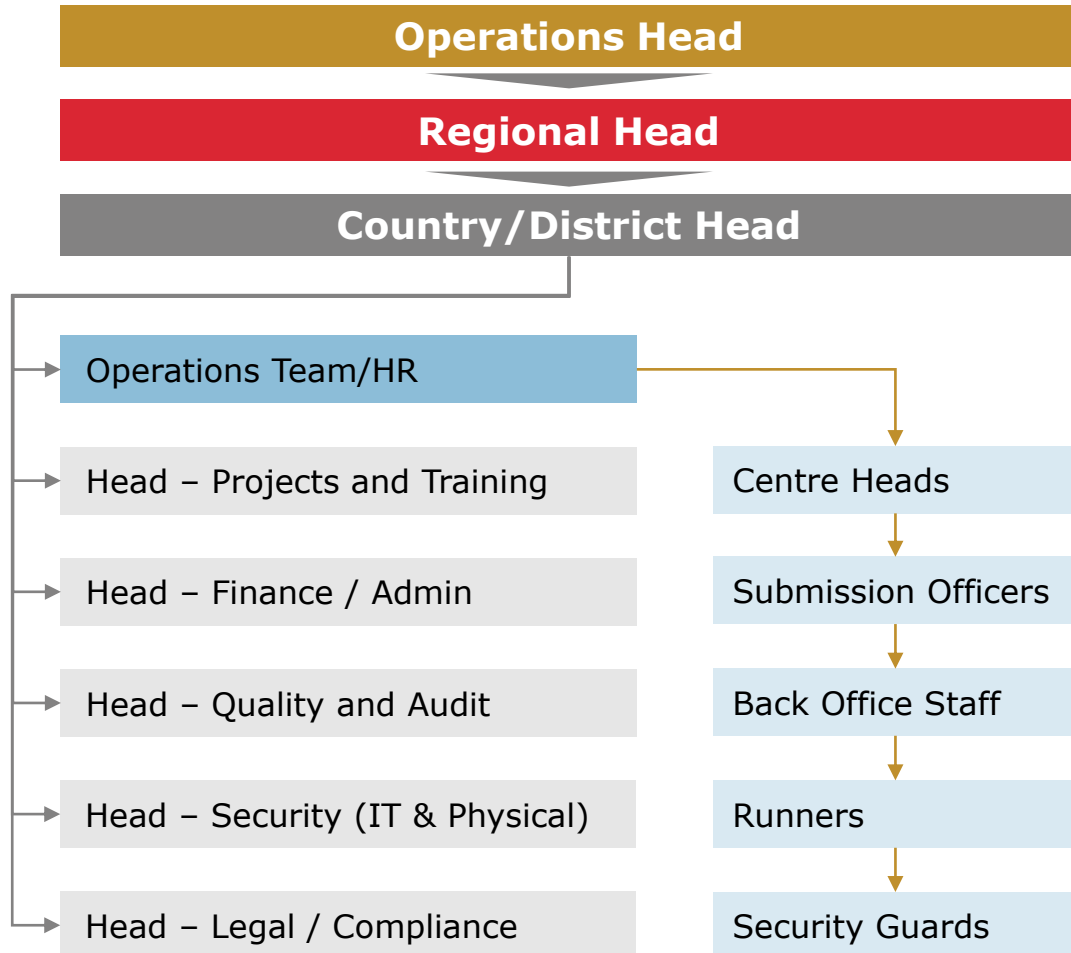 Operations Head
Regional Head
Country/District Head
Operations Team/HR
Head – Projects and Training
Head – Finance / Admin
Head – Quality and Audit
Head – Security (IT & Physical)
Head – Legal / Compliance
Centre Heads
Submission Officers
Back Office Staff
Runners
Security Guards